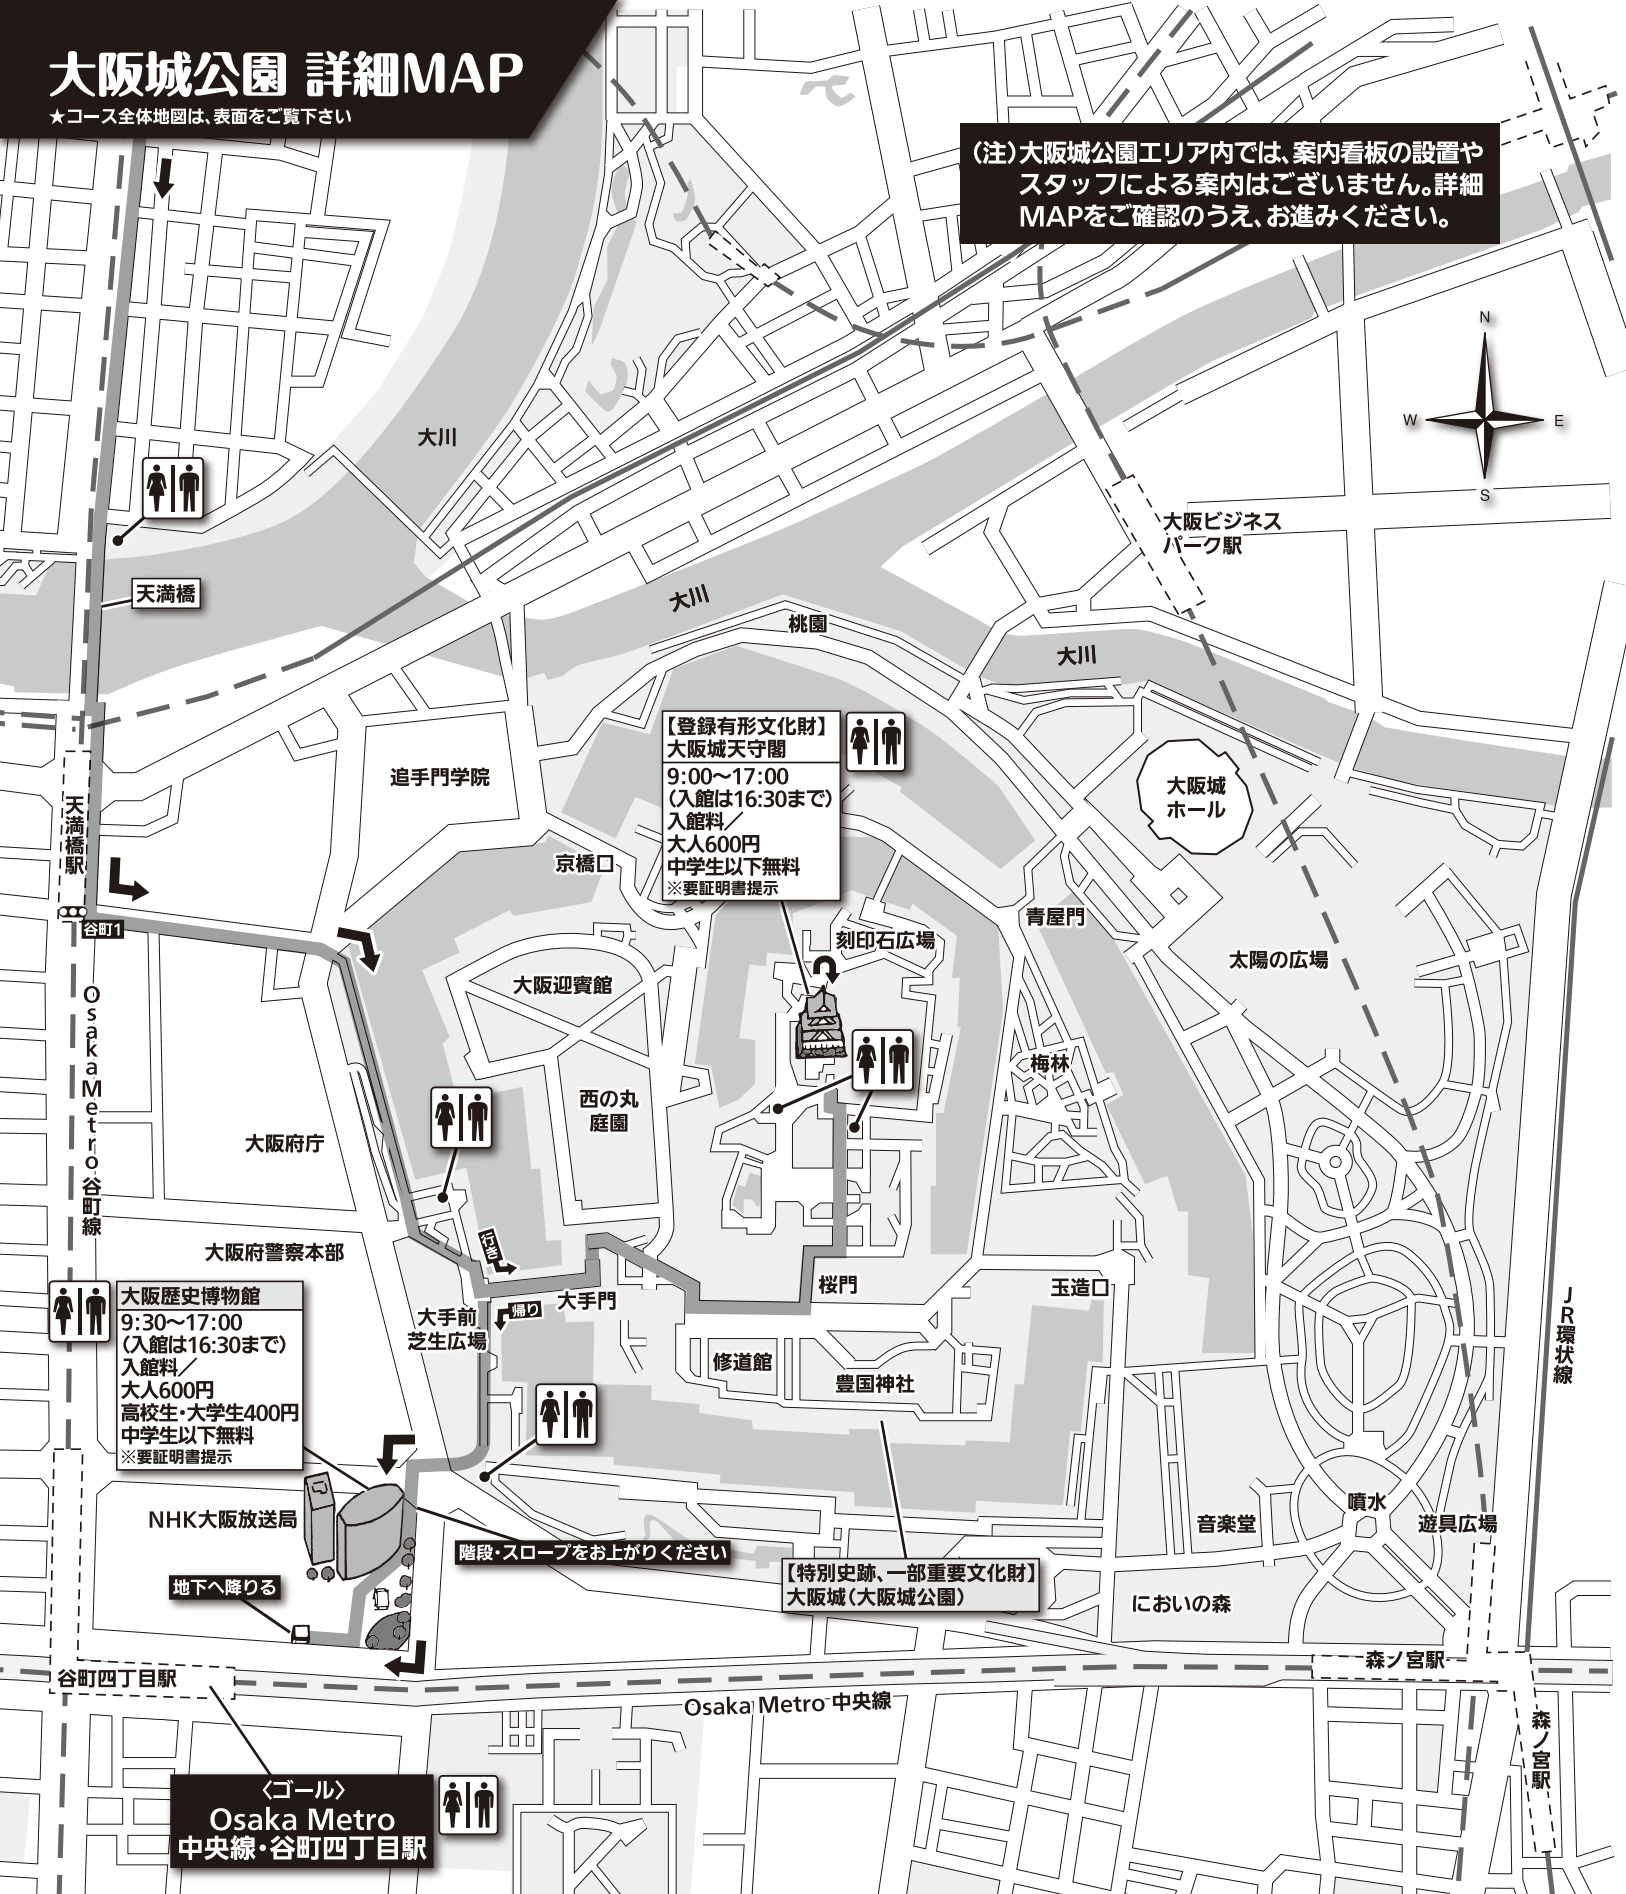 大阪城公園 詳細MAP
★コース全体地図は、表面をご覧下さい
（注）大阪城公園エリア内では、案内看板の設置や
スタッフによる案内はございません。詳細
MAPをご確認のうえ、お進みください。
N
W
E
S
大川
大阪ビジネス
パーク駅
天満橋
大川
桃園
大川
【登録有形文化財】
大阪城天守閣
9:00〜17:00
（入館は16:30まで）
入館料／
大人600円
中学生以下無料
※要証明書提示
追手門学院
大阪城
ホール
天満橋駅
京橋口
谷町1
青屋門
刻印石広場
太陽の広場
大阪迎賓館
Osaka Metro 谷町線
梅林
西の丸
庭園
大阪府庁
行き
大阪府警察本部
桜門
玉造口
大手門
帰り
大手前
芝生広場
大阪歴史博物館
9:30〜17:00
（入館は16:30まで）
入館料／
大人600円
高校生・大学生400円
中学生以下無料
※要証明書提示
JR環状線
修道館
豊国神社
噴水
NHK大阪放送局
音楽堂
遊具広場
階段・スロープをお上がりください
【特別史跡、一部重要文化財】
大阪城（大阪城公園）
地下へ降りる
においの森
谷町四丁目駅
森ノ宮駅
Osaka Metro 中央線
森ノ宮駅
〈ゴール〉
Osaka Metro
中央線・谷町四丁目駅